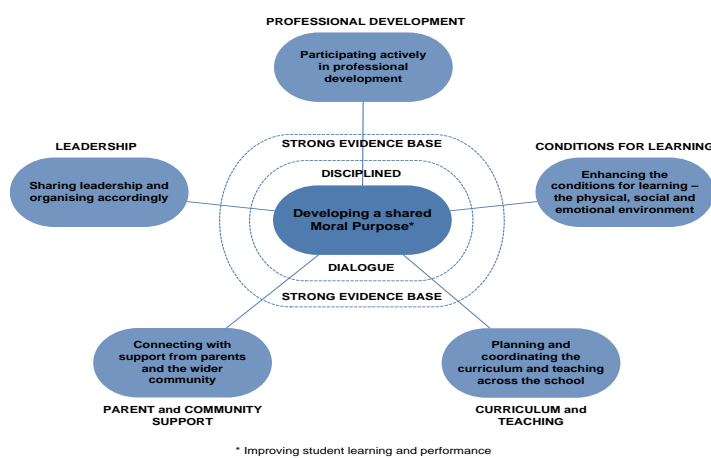 PROFESSIONAL DEVELOPMENT
Participating actively
in professional
development
LEADERSHIP
Sharing leadership and
organising accordingly
STRONG EVIDENCE BASE
DISCIPLINED
Developing a shared
Moral Purpose*
DIALOGUE
STRONG EVIDENCE BASE
CONDITIONS FOR LEARNING
Enhancing the
conditions for learning –
the physical, social and
emotional environment
Connecting with
support from parents
and the wider
community
PARENT and COMMUNITY
SUPPORT
Planning and
coordinating the
curriculum and teaching
across the school
CURRICULUM and
TEACHING
* Improving student learning and performance